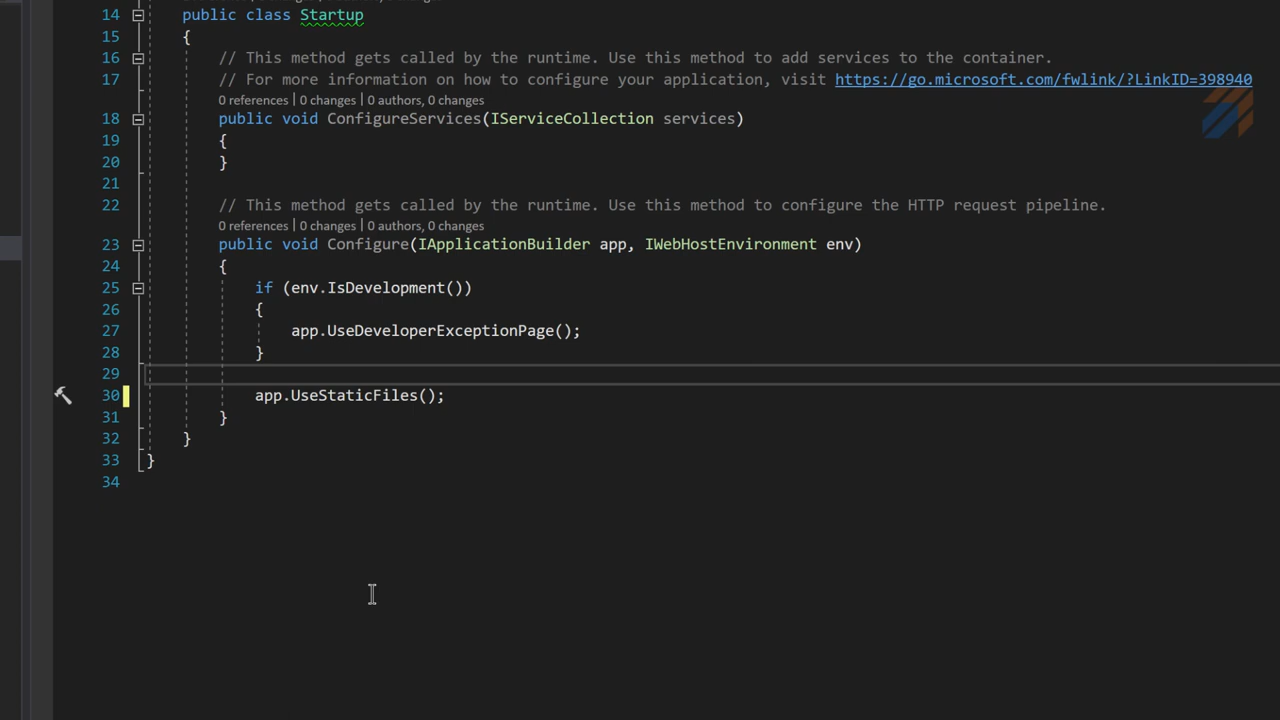 14 public class Startup
15 {
16 // This method gets called by the runtime. Use this method to add services to the container.
17 // For more information on how to configure your application, visit https://go.microsoft.com/fwlink/?LinkID=398940
0 references | 0 changes | 0 authors, 0 changes
18 public void ConfigureServices(IServiceCollection services)
19 {
20 }
21
22 // This method gets called by the runtime. Use this method to configure the HTTP request pipeline.
0 references | 0 changes | 0 authors, 0 changes
23 public void Configure(IApplicationBuilder app, IWebHostEnvironment env)
24 {
25 if (env.IsDevelopment())
26 {
27 app.UseDeveloperExceptionPage();
28 }
29
30 app.UseStaticFiles();
31 }
32 }
33 }
34